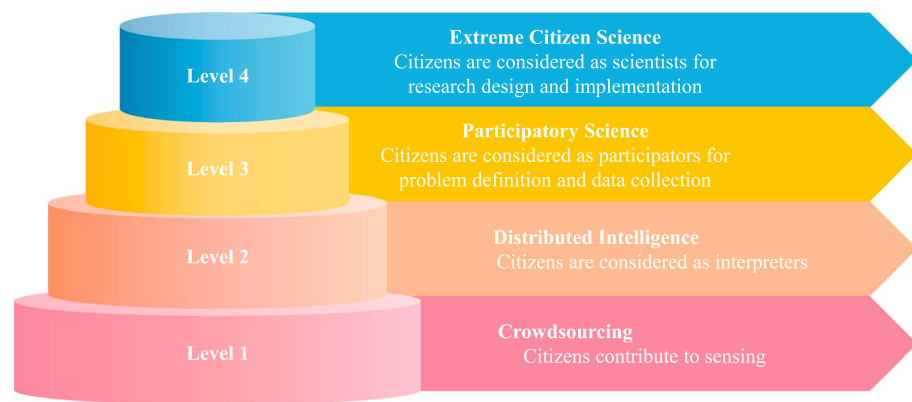 Level 4
Extreme Citizen Science
Citizens are considered as scientists for
research design and implementation
Level 3
Participatory Science
Citizens are considered as participators for
problem definition and data collection
Level 2
Distributed Intelligence
Citizens are considered as interpreters
Level 1
Crowdsourcing
Citizens contribute to sensing